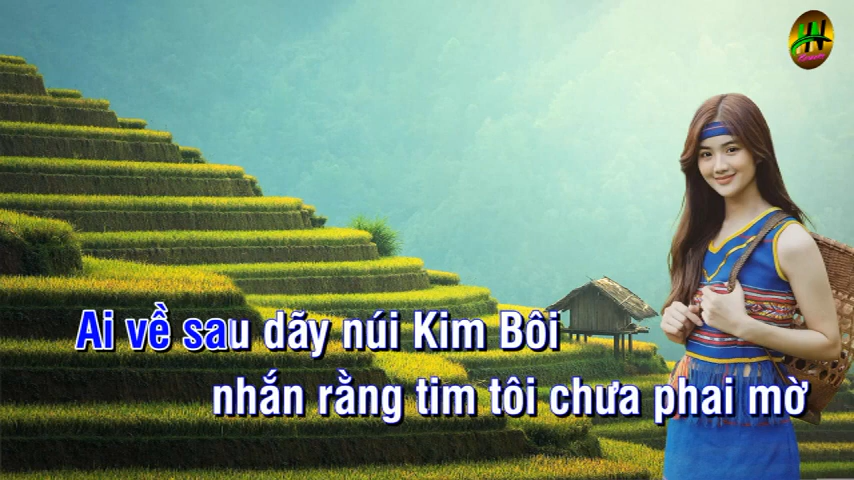 Ai về sau dãy núi Kim Bôi
nhắn rằng tim tôi chưa phai mờ